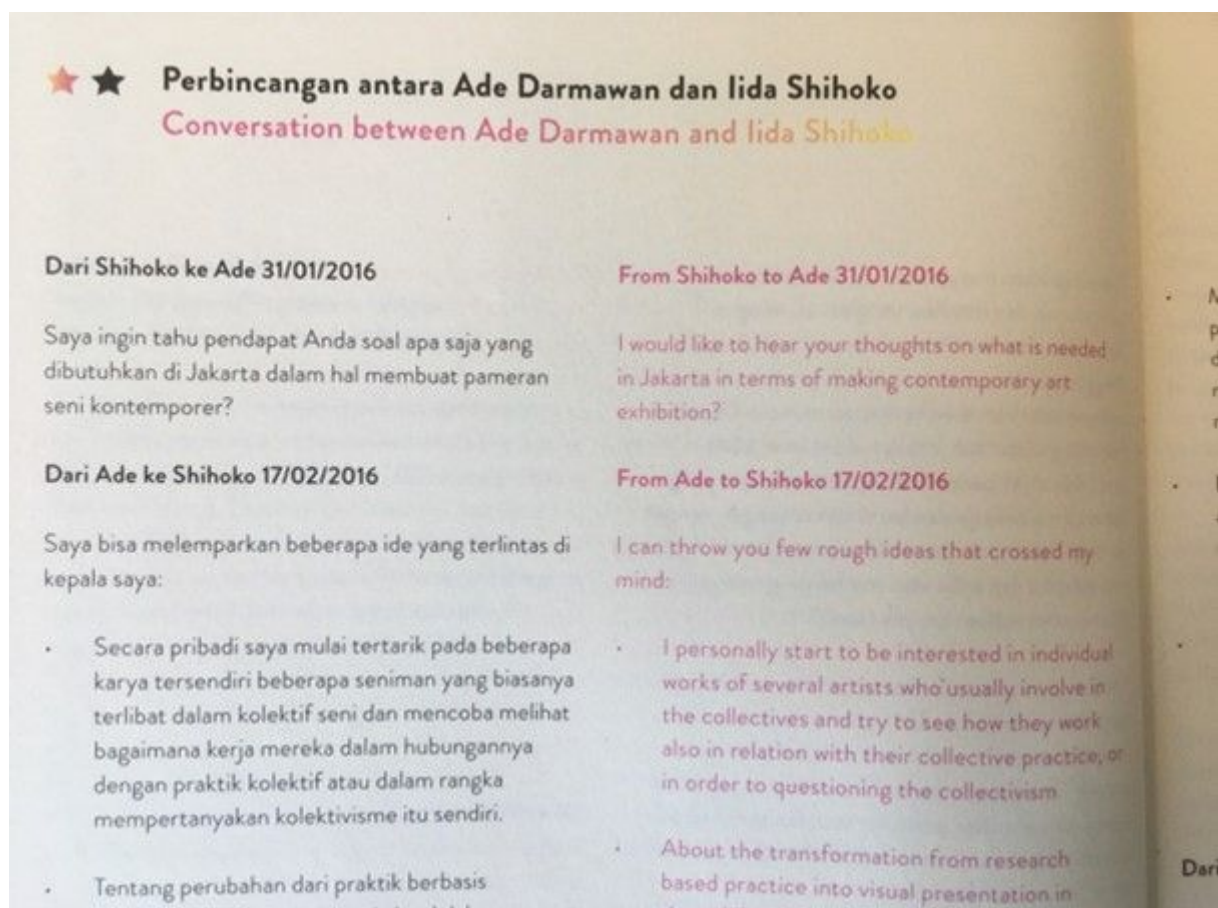 Perbincangan antara Ade Darmawan dan Iida Shihoko
Conversation between Ade Darmawan and Iida Shihoko
Dari Shihoko ke Ade 31/01/2016
Saya ingin tahu pendapat Anda soal apa saja yang
dibutuhkan di Jakarta dalam hal membuat pameran
seni kontemporer?
Dari Ade ke Shihoko 17/02/2016
Saya bisa melemparkan beberapa ide yang terlintas di
kepala saya:
• Secara pribadi saya mulai tertarik pada beberapa
karya tersendiri beberapa seniman yang biasanya
terlibat dalam kolektif seni dan mencoba melihat
bagaimana kerja mereka dalam hubungannya
dengan praktik kolektif atau dalam rangka
mempertanyakan kolektivisme itu sendiri.
• Tentang perubahan dari praktik berbasis
From Shihoko to Ade 31/01/2016
I would like to hear your thoughts on what is needed
in Jakarta in terms of making contemporary art
exhibition?
From Ade to Shihoko 17/02/2016
I can throw you few rough ideas that crossed my
mind:
• I personally start to be interested in individual
works of several artists who usually involve in
the collectives and try to see how they work
also in relation with their collective practice, or
in order to questioning the collectivism
• About the transformation from research
based practice into visual presentation in
Dari